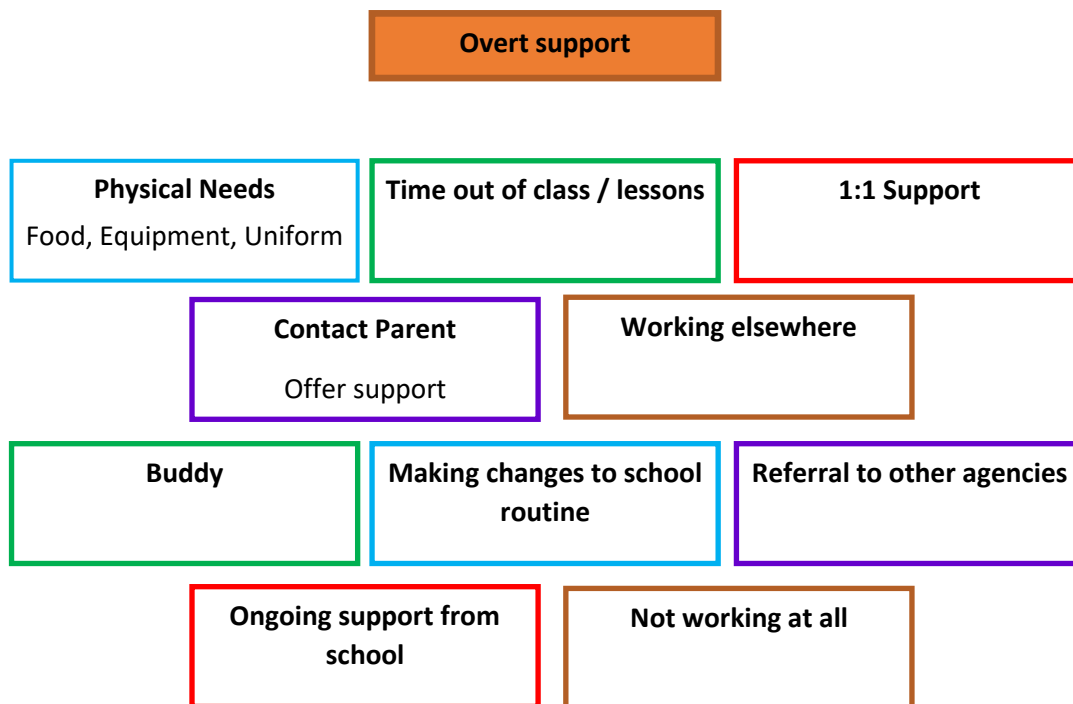 Overt support
Physical Needs
Food, Equipment, Uniform
Time out of class / lessons
1:1 Support
Contact Parent
Offer support
Working elsewhere
Buddy
Making changes to school
routine
Referral to other agencies
Ongoing support from
school
Not working at all